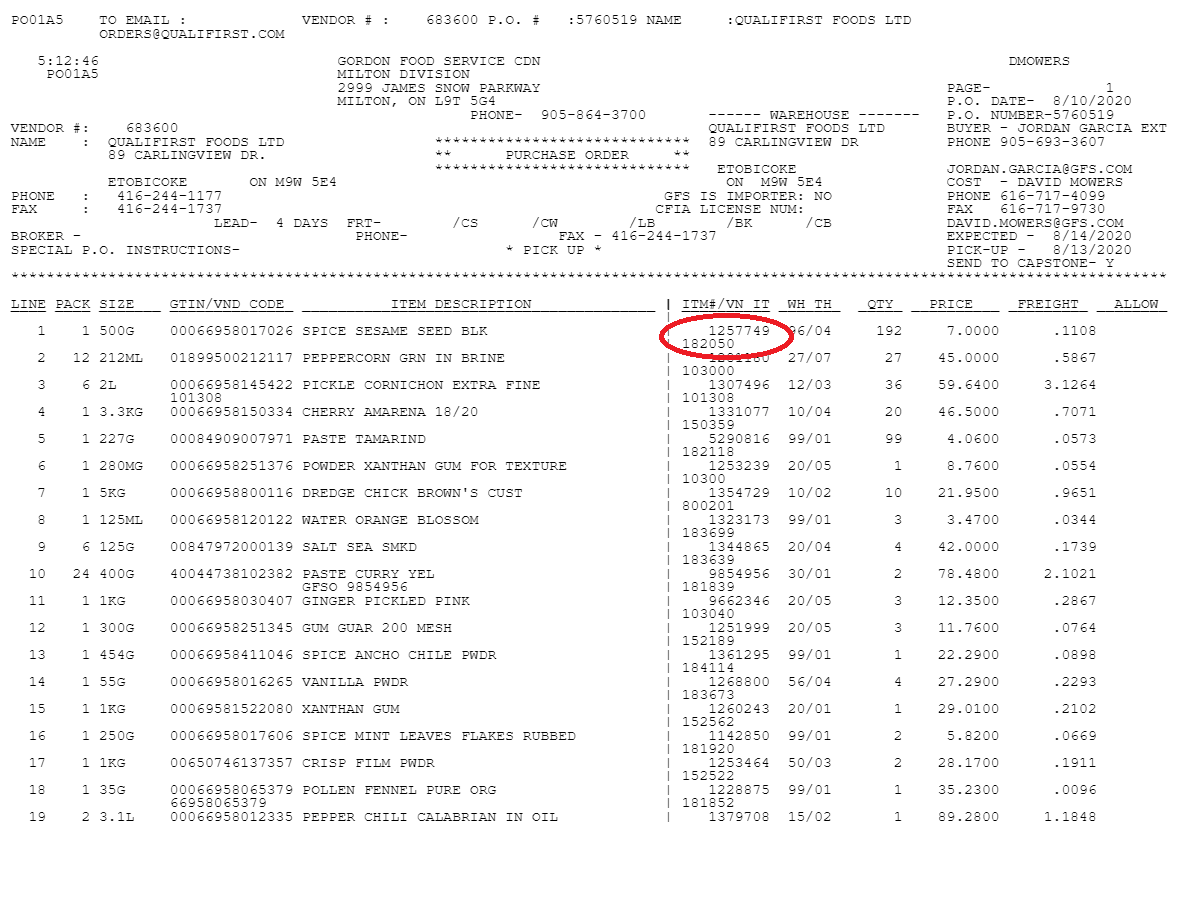 PO01A5 TO EMAIL : VENDOR # : 683600 P.O. # :5760519 NAME :QUALIFIRST FOODS LTD
ORDERS@QUALIFIRST.COM
5:12:46 GORDON FOOD SERVICE CDN DMOWERS
PO01A5 MILTON DIVISION
2999 JAMES SNOW PARKWAY PAGE- 1
MILTON, ON L9T 5G4 P.O. DATE- 8/10/2020
PHONE- 905-864-3700 ------ WAREHOUSE ------- P.O. NUMBER-5760519
VENDOR #: 683600 QUALIFIRST FOODS LTD BUYER - JORDAN GARCIA EXT
NAME : QUALIFIRST FOODS LTD ***************************** 89 CARLINGVIEW DR PHONE 905-693-3607
89 CARLINGVIEW DR. ** PURCHASE ORDER **
***************************** ETOBICOKE JORDAN.GARCIA@GFS.COM
ETOBICOKE ON M9W 5E4 ON M9W 5E4 COST - DAVID MOWERS
PHONE : 416-244-1177 GFS IS IMPORTER: NO PHONE 616-717-4099
FAX : 416-244-1737 CFIA LICENSE NUM: FAX 616-717-9730
LEAD- 4 DAYS FRT- /CS /CW /LB /BK /CB DAVID.MOWERS@GFS.COM
BROKER - PHONE- FAX - 416-244-1737 EXPECTED - 8/14/2020
SPECIAL P.O. INSTRUCTIONS- * PICK UP * PICK-UP - 8/13/2020
SEND TO CAPSTONE- Y
***********************************************************************************************************************************
LINE PACK SIZE GTIN/VND CODE ITEM DESCRIPTION | ITM#/VN IT WH TH QTY PRICE FREIGHT ALLOW
1 1 500G 00066958017026 SPICE SESAME SEED BLK | 1257749 96/04 192 7.0000 .1108
| 182050
2 12 212ML 01899500212117 PEPPERCORN GRN IN BRINE | 27/07 27 45.0000 .5867
| 103000
3 6 2L 00066958145422 PICKLE CORNICHON EXTRA FINE | 1307496 12/03 36 59.6400 3.1264
101308 | 101308
4 1 3.3KG 00066958150334 CHERRY AMARENA 18/20 | 1331077 10/04 20 46.5000 .7071
| 150359
5 1 227G 00084909007971 PASTE TAMARIND | 5290816 99/01 99 4.0600 .0573
| 182118
6 1 280MG 00066958251376 POWDER XANTHAN GUM FOR TEXTURE | 1253239 20/05 1 8.7600 .0554
| 10300
7 1 5KG 00066958800116 DREDGE CHICK BROWN'S CUST | 1354729 10/02 10 21.9500 .9651
| 800201
8 1 125ML 00066958120122 WATER ORANGE BLOSSOM | 1323173 99/01 3 3.4700 .0344
| 183699
9 6 125G 00847972000139 SALT SEA SMKD | 1344865 20/04 4 42.0000 .1739
| 183639
10 24 400G 40044738102382 PASTE CURRY YEL | 9854956 30/01 2 78.4800 2.1021
GFSO 9854956 | 181839
11 1 1KG 00066958030407 GINGER PICKLED PINK | 9662346 20/05 3 12.3500 .2867
| 103040
12 1 300G 00066958251345 GUM GUAR 200 MESH | 1251999 20/05 3 11.7600 .0764
| 152189
13 1 454G 00066958411046 SPICE ANCHO CHILE PWDR | 1361295 99/01 1 22.2900 .0898
| 184114
14 1 55G 00066958016265 VANILLA PWDR | 1268800 56/04 4 27.2900 .2293
| 183673
15 1 1KG 00069581522080 XANTHAN GUM | 1260243 20/01 1 29.0100 .2102
| 152562
16 1 250G 00066958017606 SPICE MINT LEAVES FLAKES RUBBED | 1142850 99/01 2 5.8200 .0669
| 181920
17 1 1KG 00650746137357 CRISP FILM PWDR | 1253464 50/03 2 28.1700 .1911
| 152522
18 1 35G 00066958065379 POLLEN FENNEL PURE ORG | 1228875 99/01 1 35.2300 .0096
66958065379 | 181852
19 2 3.1L 00066958012335 PEPPER CHILI CALABRIAN IN OIL | 1379708 15/02 1 89.2800 1.1848